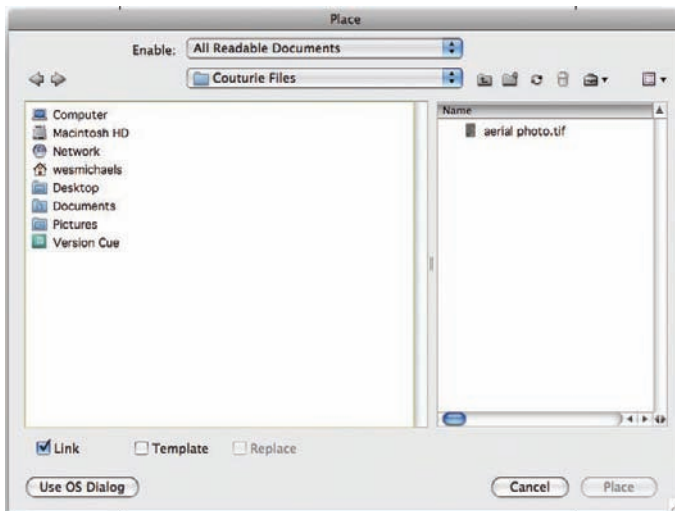 Place
Enable: All Readable Documents
Couturie Files
Computer
Macintosh HD
Network
wesmichaels
Desktop
Documents
Pictures
Version Cue
Name
aerial photo.tif
Link Template Replace
Use OS Dialog Cancel Place